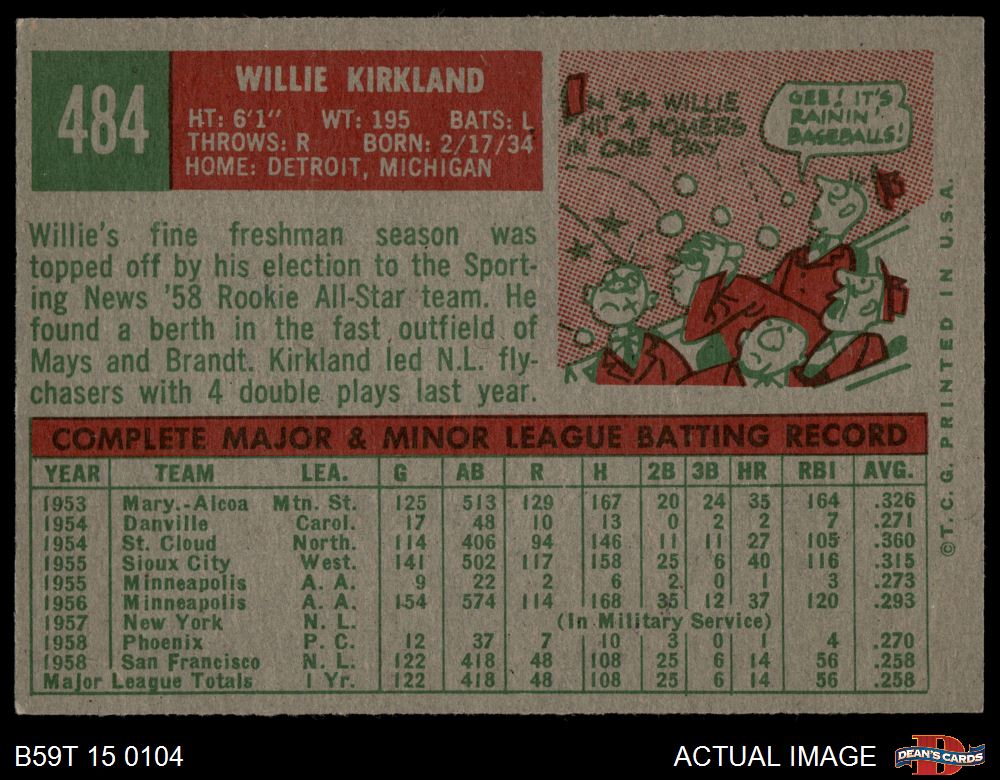 484
WILLIE KIRKLAND
HT: 6'1" WT: 195 BATS: L
THROWS: R BORN: 2/17/34
HOME: DETROIT, MICHIGAN
IN '54 WILLIE
HIT 4 HOMERS
IN ONE DAY
GEE! IT'S
RAININ'
BASEBALLS!
Willie's fine freshman season was
topped off by his election to the Sport-
ing News '58 Rookie All-Star team. He
found a berth in the fast outfield of
Mays and Brandt. Kirkland led N.L. fly-
chasers with 4 double plays last year.
©T.C.G. PRINTED IN U.S.A.
COMPLETE MAJOR & MINOR LEAGUE BATTING RECORD
YEAR TEAM LEA. G AB R H 2B 3B HR RBI AVG.
1953 Mary.-Alcoa Mtn. St. 125 513 129 167 20 24 35 164 .326
1954 Danville Carol. 17 48 10 13 0 2 2 7 .271
1954 St. Cloud North. 114 406 94 146 11 11 27 105 .360
1955 Sioux City West. 141 502 117 158 25 6 40 116 .315
1955 Minneapolis A. A. 9 22 2 6 2 0 1 3 .273
1956 Minneapolis A. A. 154 574 114 168 35 12 37 120 .293
1957 New York N. L. (In Military Service)
1958 Phoenix P. C. 12 37 7 10 3 0 1 4 .270
1958 San Francisco N. L. 122 418 48 108 25 6 14 56 .258
Major League Totals 1 Yr. 122 418 48 108 25 6 14 56 .258
B59T 15 0104
ACTUAL IMAGE
DEAN'S CARDS